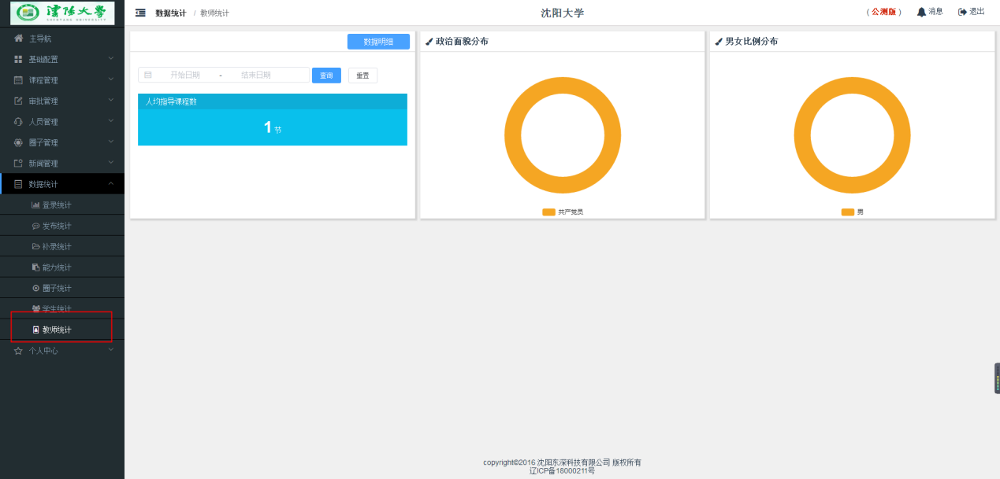 瀋陽大學
SHENYANG UNIVERSITY
主导航
基础配置
课程管理
审批管理
人员管理
圈子管理
新闻管理
数据统计
登录统计
发布统计
补录统计
能力统计
圈子统计
学生统计
教师统计
个人中心
数据统计 / 教师统计
沈阳大学
( 公测版 ) 消息 退出
数据明细
开始日期 - 结束日期 查询 重置
人均指导课程数
1 节
政治面貌分布
共产党员
男女比例分布
男
copyright©2016 沈阳东深科技有限公司 版权所有
辽ICP备18000211号